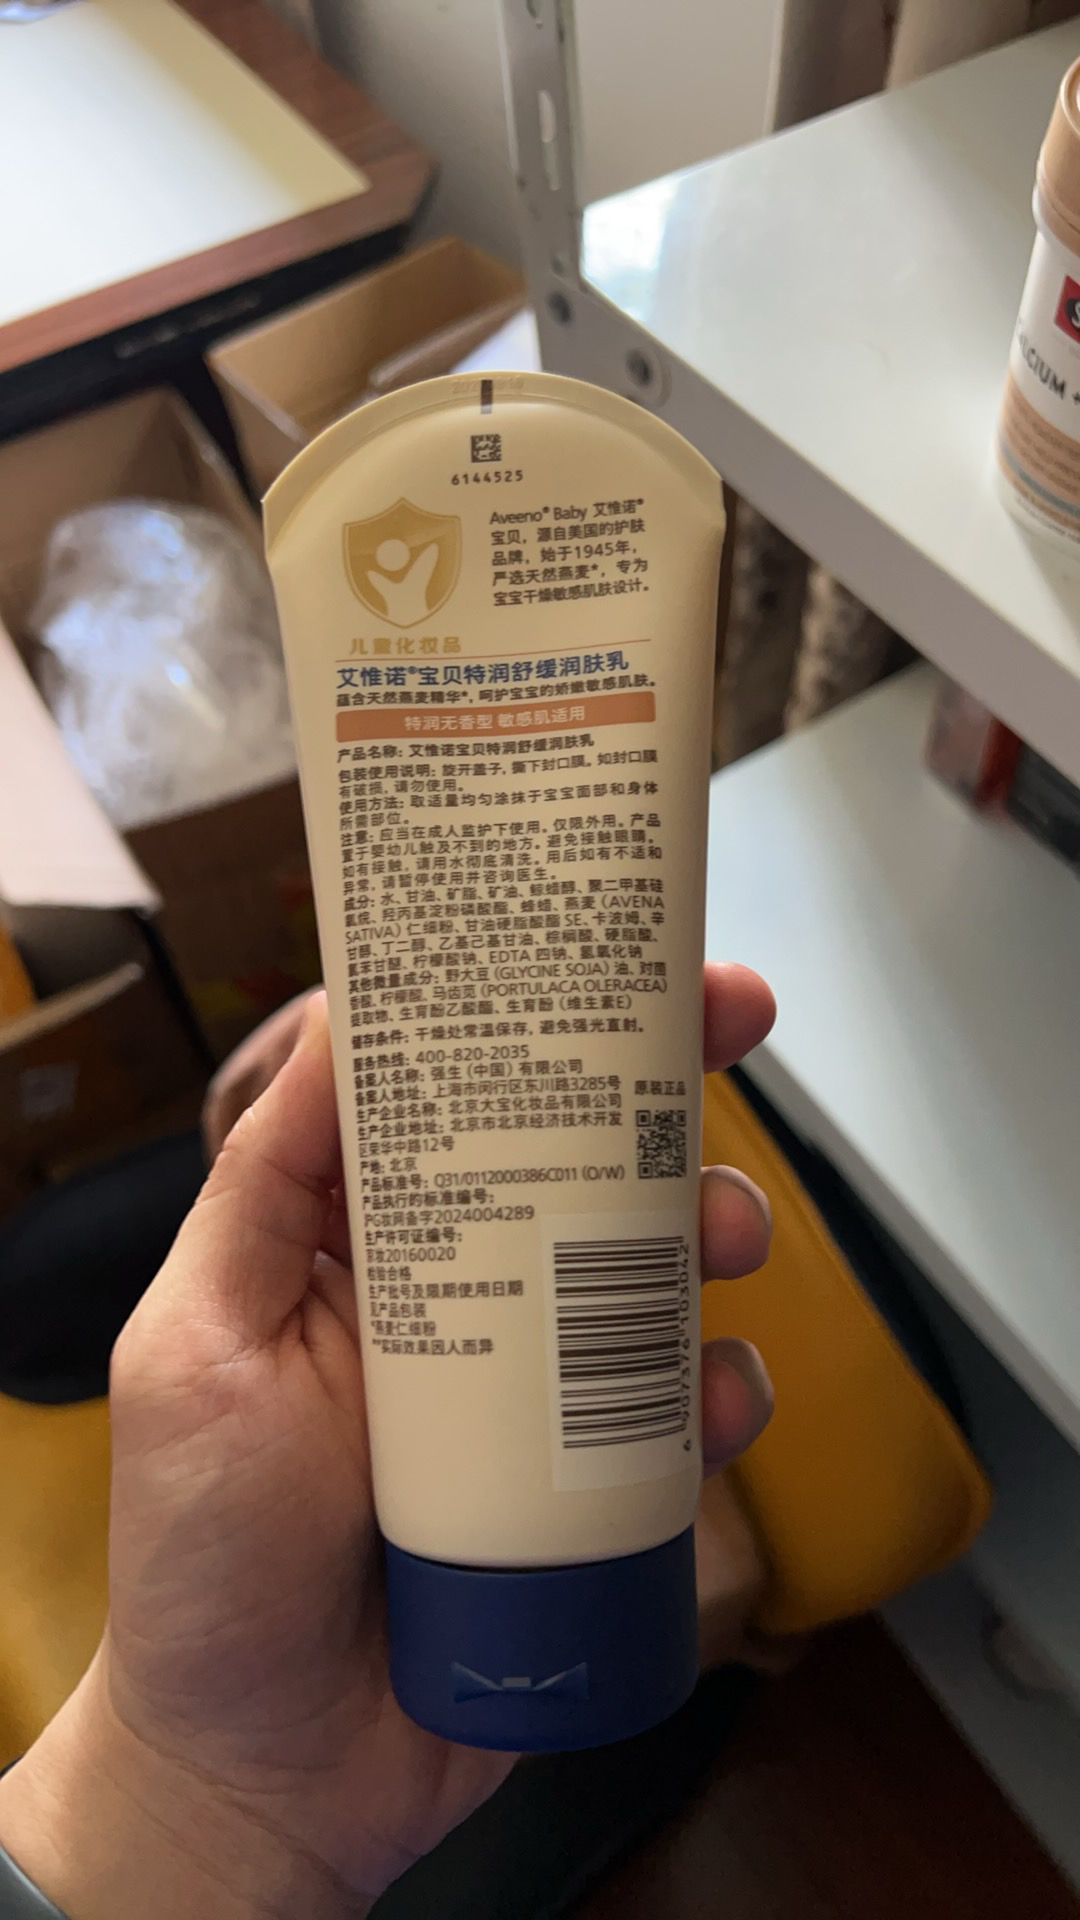 6144525
Aveeno® Baby 艾惟诺®
宝贝，源自美国的护肤
品牌，始于1945年，
严选天然燕麦*，专为
宝宝干燥敏感肌肤设计。
儿童化妆品
艾惟诺®宝贝特润舒缓润肤乳
蕴含天然燕麦精华*，呵护宝宝的娇嫩敏感肌肤。
特润无香型 敏感肌适用
产品名称：艾惟诺宝贝特润舒缓润肤乳
包装使用说明：旋开盖子，撕下封口膜。如封口膜
有破损，请勿使用。
使用方法：取适量均匀涂抹于宝宝面部和身体
所需部位。
注意：应当在成人监护下使用。仅限外用。产品
置于婴幼儿触及不到的地方。避免接触眼睛。
如有接触，请用水彻底清洗。用后如有不适和
异常，请暂停使用并咨询医生。
成分：水、甘油、矿脂、矿油、鲸蜡醇、聚二甲基硅
氧烷、羟丙基淀粉磷酸酯、蜂蜡、燕麦（AVENA
SATIVA）仁细粉、甘油硬脂酸酯 SE、卡波姆、辛
甘醇、丁二醇、乙基己基甘油、棕榈酸、硬脂酸、
氯苯甘醚、柠檬酸钠、EDTA 四钠、氢氧化钠
其他微量成分：野大豆（GLYCINE SOJA）油、对茴
香酸、柠檬酸、马齿苋（PORTULACA OLERACEA）
提取物、生育酚乙酸酯、生育酚（维生素E）
储存条件：干燥处常温保存，避免强光直射。
服务热线：400-820-2035
备案人名称：强生（中国）有限公司
备案人地址：上海市闵行区东川路3285号
原装正品
生产企业名称：北京大宝化妆品有限公司
生产企业地址：北京市北京经济技术开发
区荣华中路12号
产地：北京
产品标准号：Q31/0112000386C011 (O/W)
产品执行的标准编号：
沪G妆网备字2024004289
生产许可证编号：
京妆20160020
检验合格
生产批号及限期使用日期
见产品包装
*燕麦仁细粉
**实际效果因人而异
6 907376 103042
LCIUM +